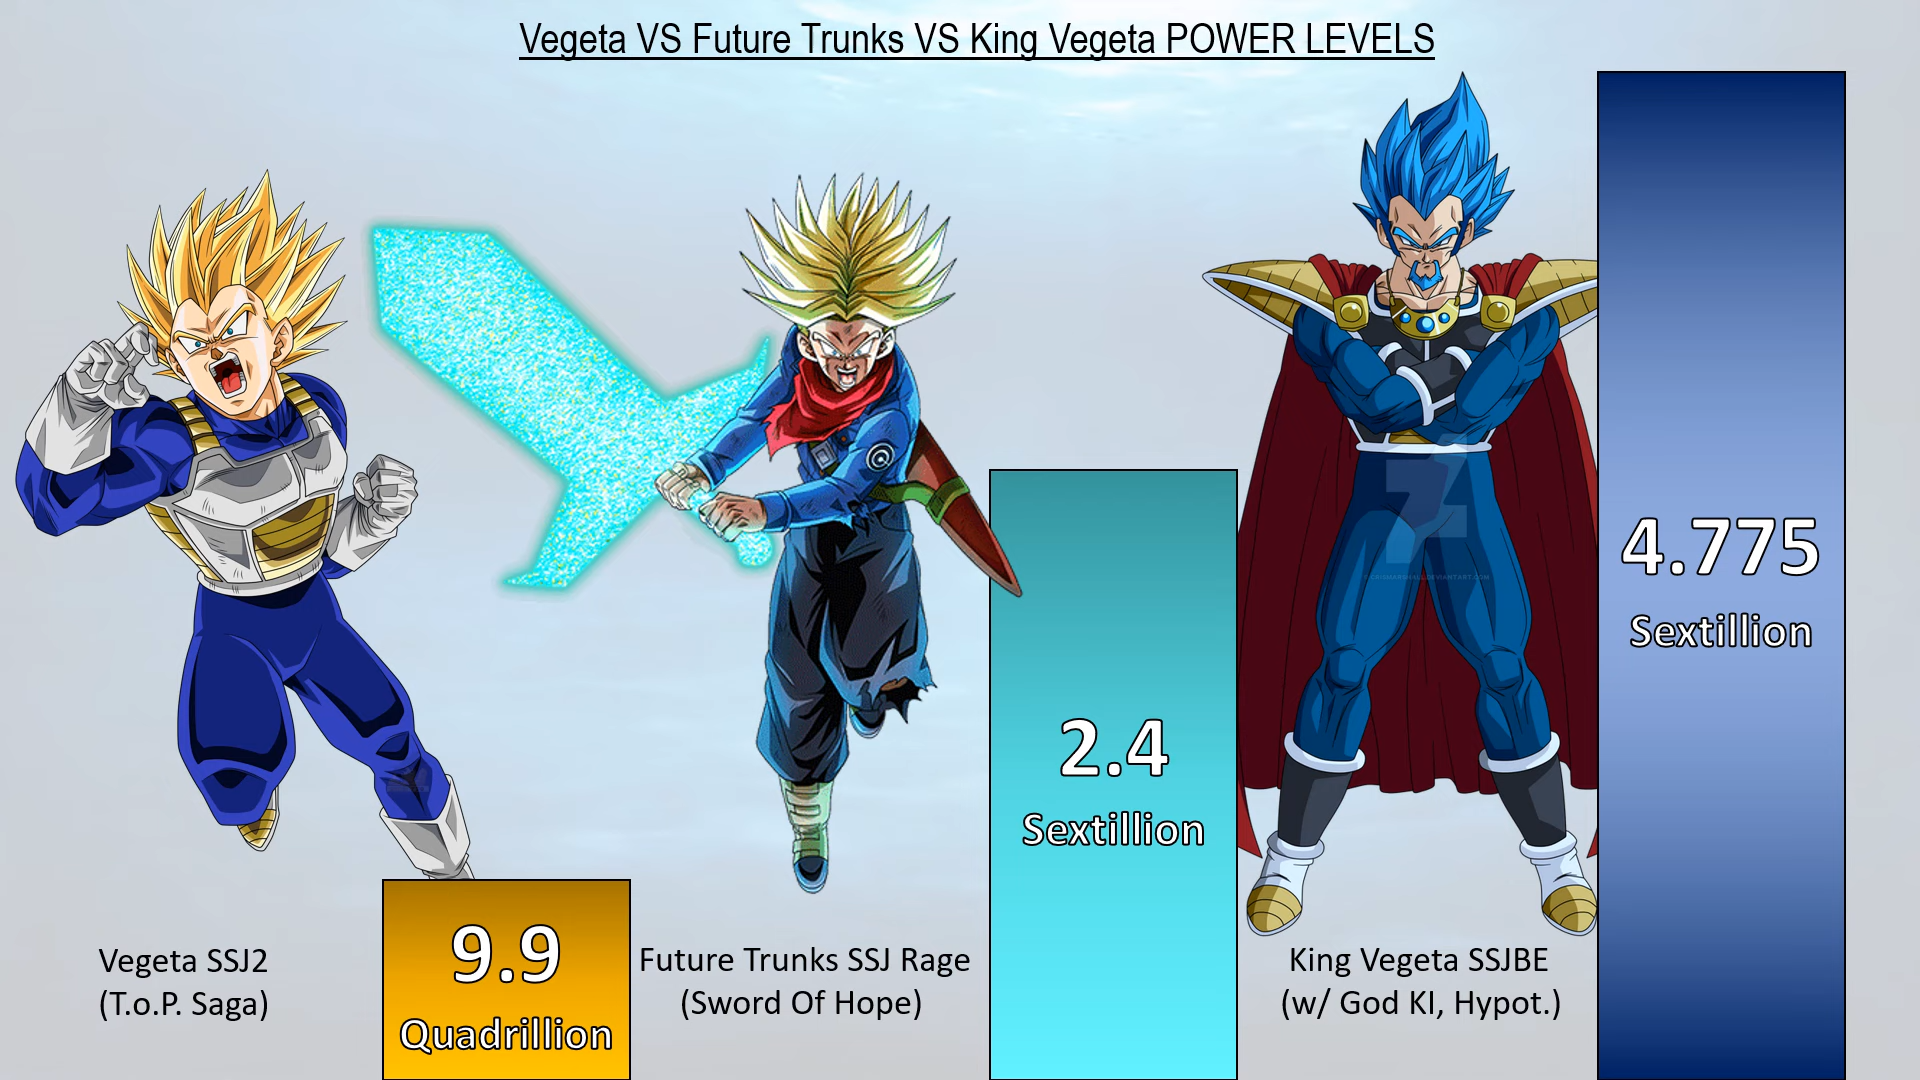 Vegeta VS Future Trunks VS King Vegeta POWER LEVELS
Vegeta SSJ2
(T.o.P. Saga)
9.9
Quadrillion
Future Trunks SSJ Rage
(Sword Of Hope)
2.4
Sextillion
King Vegeta SSJBE
(w/ God KI, Hypot.)
4.775
Sextillion